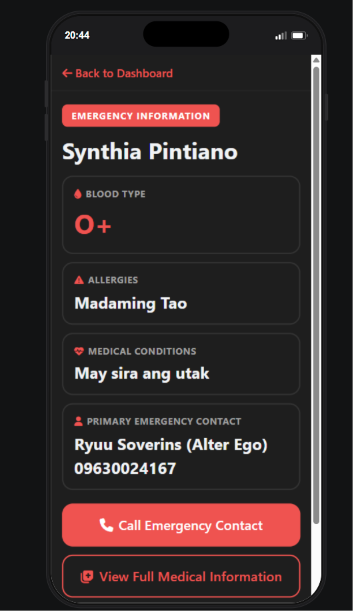 20:44
Back to Dashboard
EMERGENCY INFORMATION
Synthia Pintiano
BLOOD TYPE
O+
ALLERGIES
Madaming Tao
MEDICAL CONDITIONS
May sira ang utak
PRIMARY EMERGENCY CONTACT
Ryuu Soverins (Alter Ego)
09630024167
Call Emergency Contact
View Full Medical Information